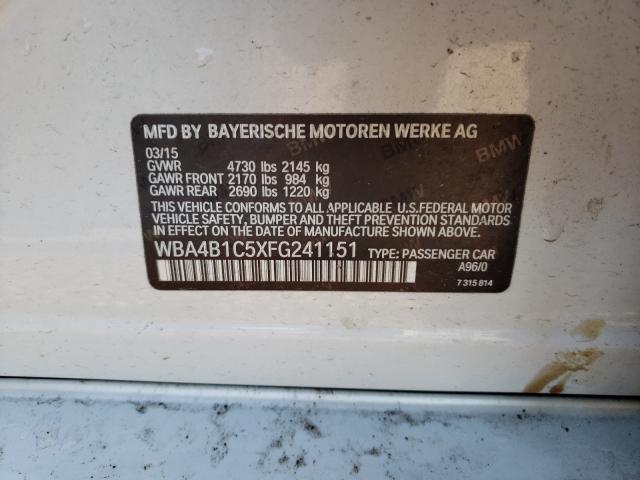 MFD BY BAYERISCHE MOTOREN WERKE AG
03/15
GVWR 4730 lbs 2145 kg
GAWR FRONT 2170 lbs 984 kg
GAWR REAR 2690 lbs 1220 kg
THIS VEHICLE CONFORMS TO ALL APPLICABLE U.S.FEDERAL MOTOR
VEHICLE SAFETY, BUMPER AND THEFT PREVENTION STANDARDS
IN EFFECT ON THE DATE OF MANUFACTURE SHOWN ABOVE.
WBA4B1C5XFG241151 TYPE: PASSENGER CAR
A96/0
7 315 814
BMW
BMW
BMW